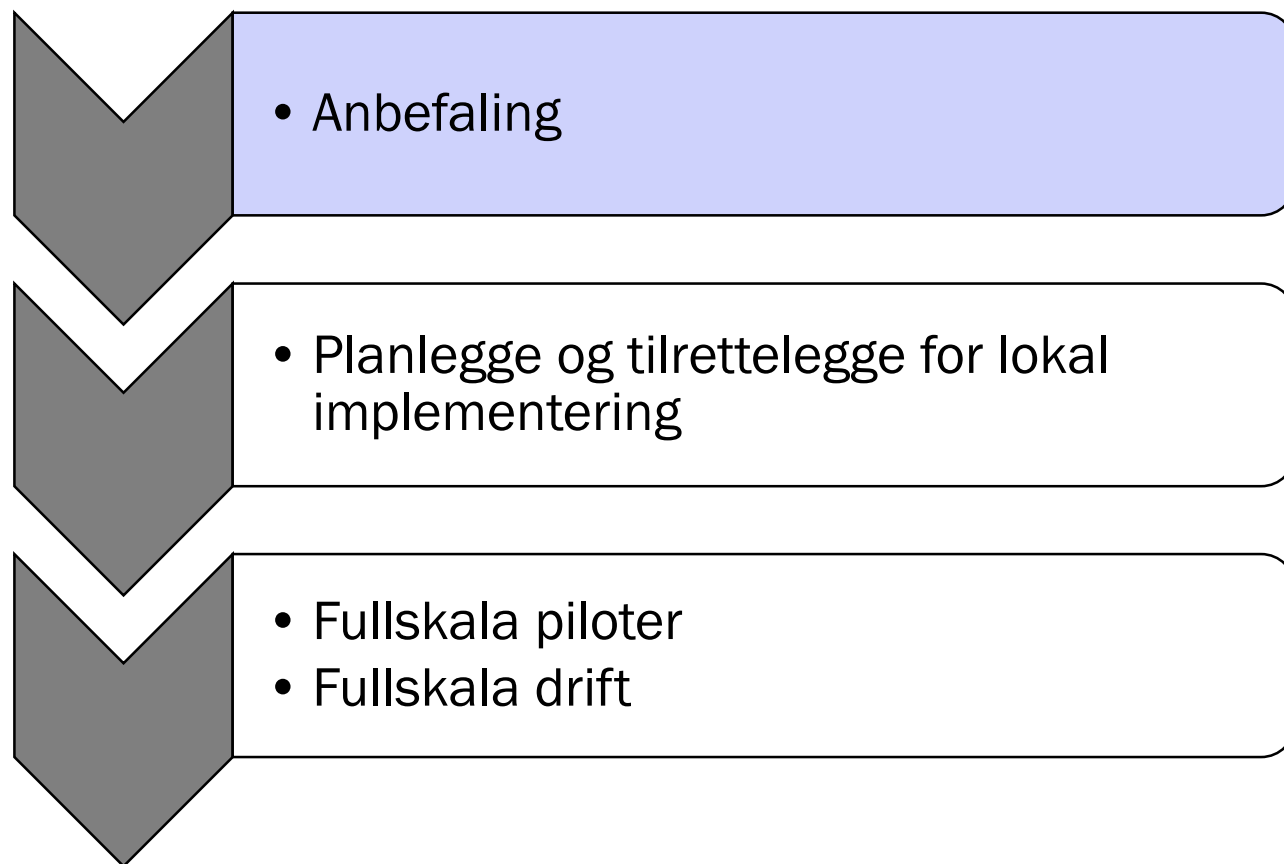 • Anbefaling
• Planlegge og tilrettelegge for lokal
implementering
• Fullskala piloter
• Fullskala drift